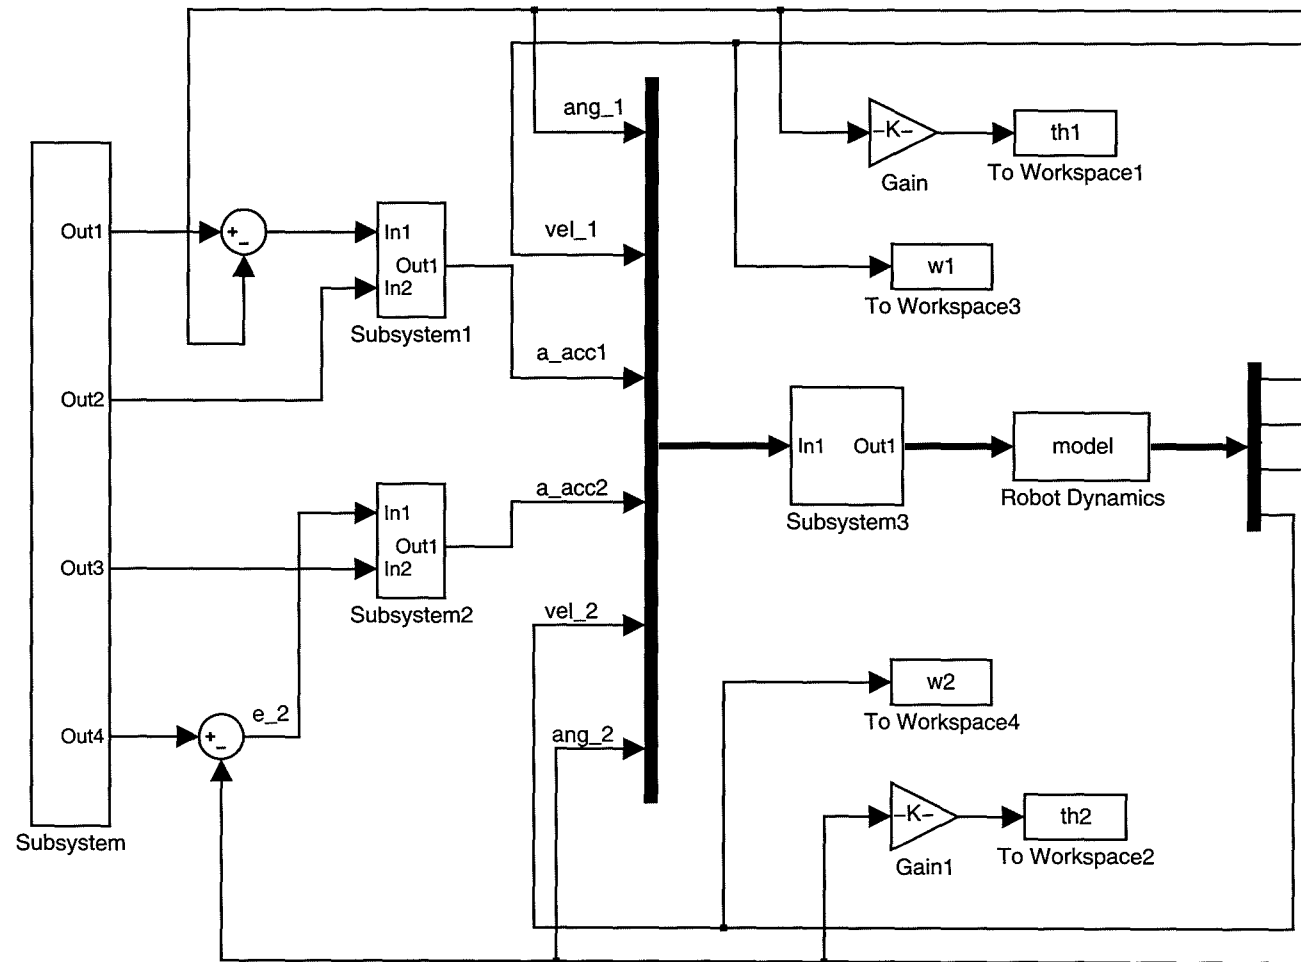 ang_1
-K-
th1
Gain
To Workspace1
Out1
+
-
In1
Out1
In2
Subsystem1
vel_1
w1
To Workspace3
a_acc1
Out2
In1
Out1
Subsystem3
model
Robot Dynamics
a_acc2
In1
Out1
In2
Subsystem2
Out3
vel_2
w2
To Workspace4
e_2
Out4
+
-
ang_2
-K-
th2
Gain1
To Workspace2
Subsystem